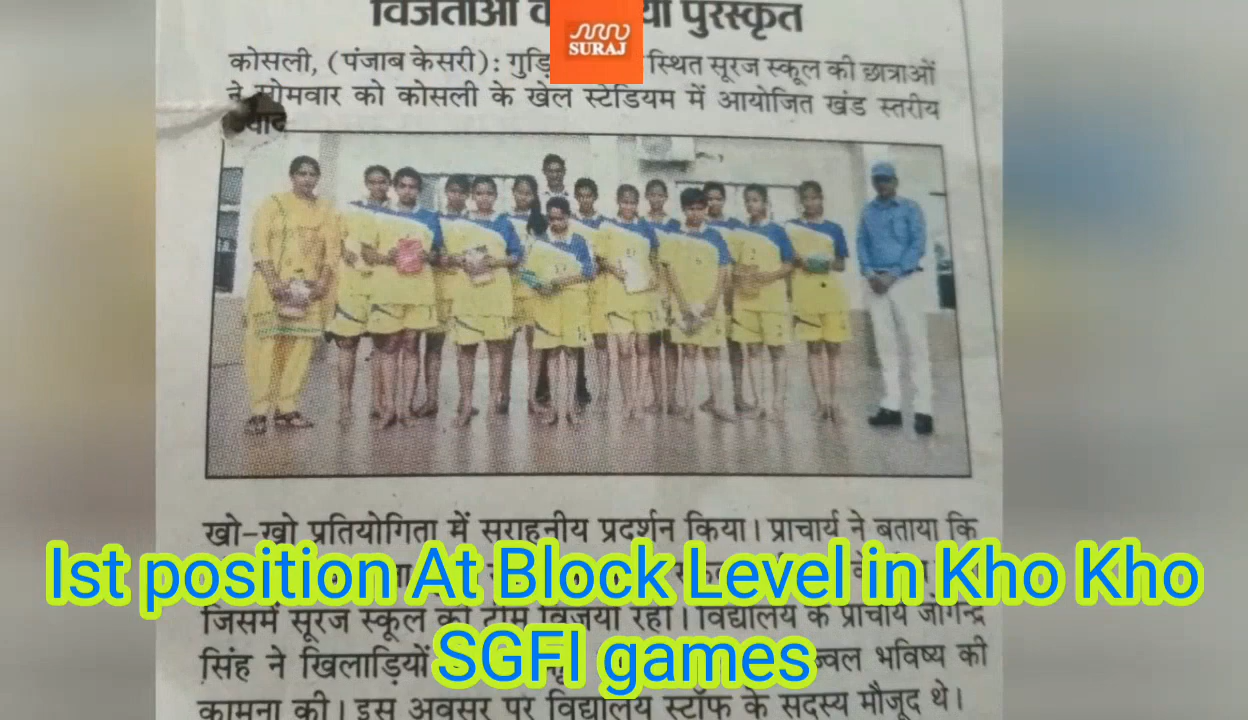 विजेताओं पुरस्कृत
SURAJ
कोसली, (पंजाब केसरी): स्थित सूरज स्कूल की छात्राओं
ने सोमवार को कोसली के खेल स्टेडियम में आयोजित खंड स्तरीय
खो-खो प्रतियोगिता में सराहनीय प्रदर्शन किया। प्राचार्य ने बताया कि
Ist position At Block Level in Kho Kho
जिसमें सूरज स्कूल की टीम विजयी रही। विद्यालय के प्राचार्य जोगेन्द्र
सिंह ने खिलाड़ियों भविष्य की
SGFI games
कामना की। इस अवसर पर विद्यालय स्टॉफ के सदस्य मौजूद थे।